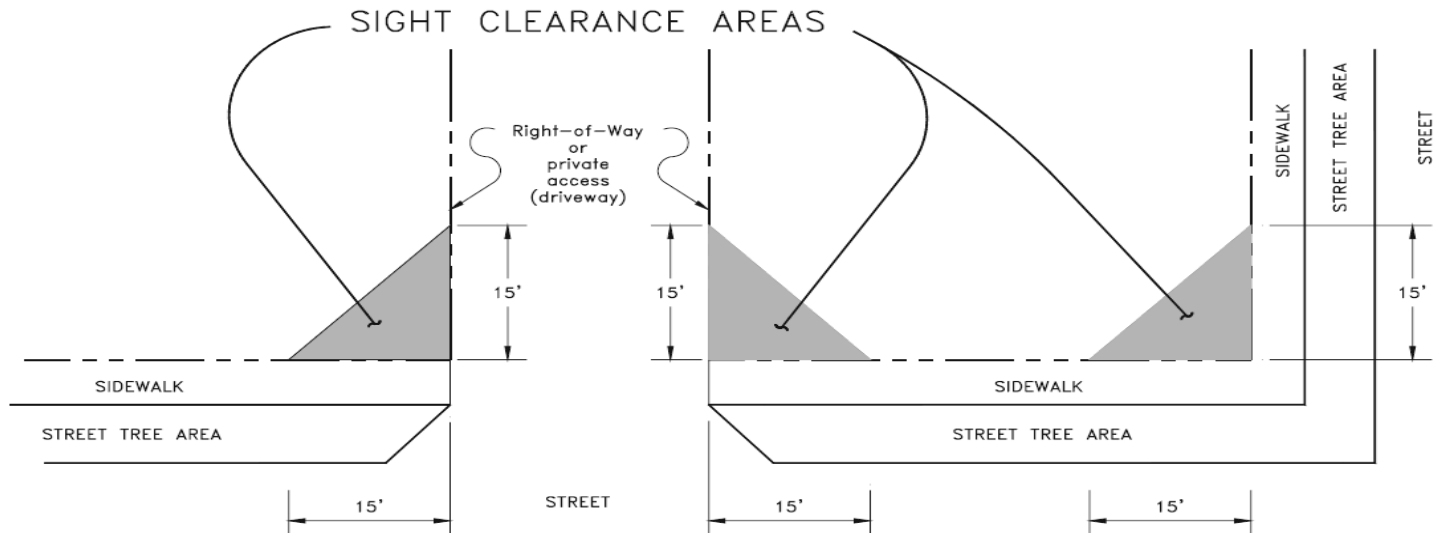 SIGHT CLEARANCE AREAS
Right-of-Way
or
private
access
(driveway)
SIDEWALK
STREET TREE AREA
STREET
15'
15'
15'
SIDEWALK
SIDEWALK
STREET TREE AREA
STREET TREE AREA
15'
STREET
15'
15'